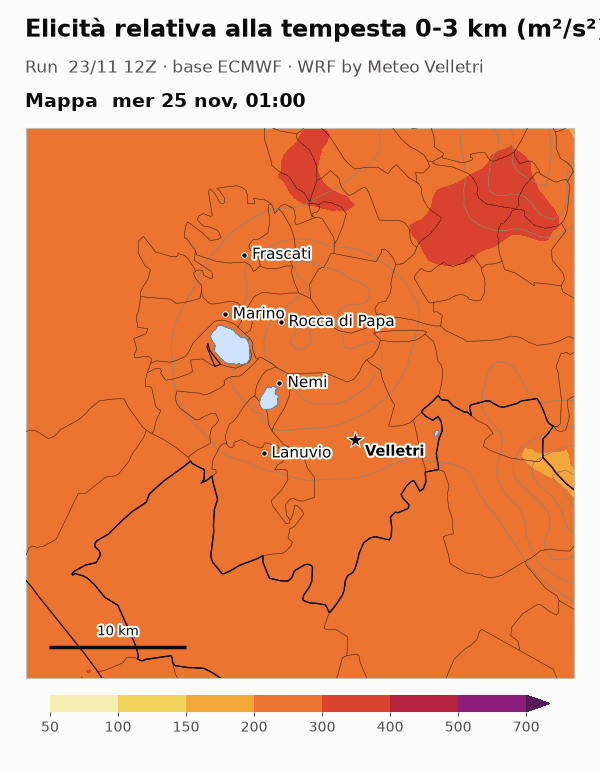 Elicità relativa alla tempesta 0-3 km (m²/s²)
Run 23/11 12Z · base ECMWF · WRF by Meteo Velletri
Mappa mer 25 nov, 01:00
Frascati
Marino
Rocca di Papa
Nemi
Velletri
Lanuvio
10 km
50 100 150 200 300 400 500 700